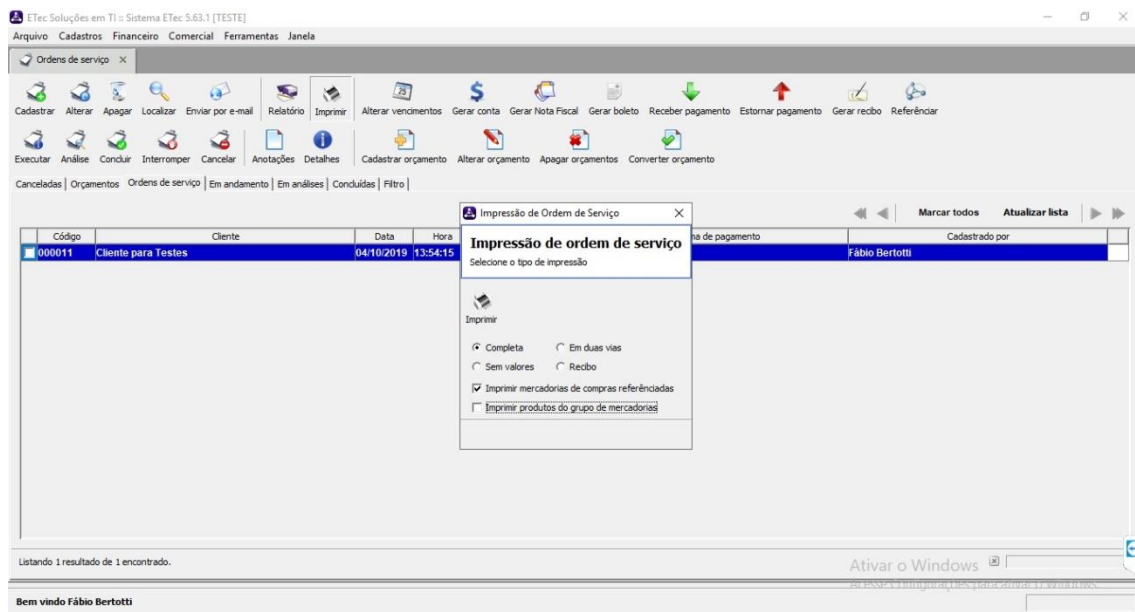 ETec Soluções em TI :: Sistema ETec 5.63.1 [TESTE]
Arquivo Cadastros Financeiro Comercial Ferramentas Janela
Ordens de serviço
Cadastrar Alterar Apagar Localizar Enviar por e-mail Relatório Imprimir Alterar vencimentos Gerar conta Gerar Nota Fiscal Gerar boleto Receber pagamento Estornar pagamento Gerar recibo Referênciar
Executar Análise Concluir Interromper Cancelar Anotações Detalhes Cadastrar orçamento Alterar orçamento Apagar orçamentos Converter orçamento
Canceladas Orçamentos Ordens de serviço Em andamento Em análises Concluídas Filtro
Marcar todos Atualizar lista
Código Cliente Data Hora de pagamento Cadastrado por
000011 Cliente para Testes 04/10/2019 13:54:15 Fábio Bertotti
Impressão de Ordem de Serviço
Impressão de ordem de serviço
Selecione o tipo de impressão
Imprimir
Completa Em duas vias
Sem valores Recibo
Imprimir mercadorias de compras referênciadas
Imprimir produtos do grupo de mercadorias
Listando 1 resultado de 1 encontrado.
Ativar o Windows
Bem vindo Fábio Bertotti